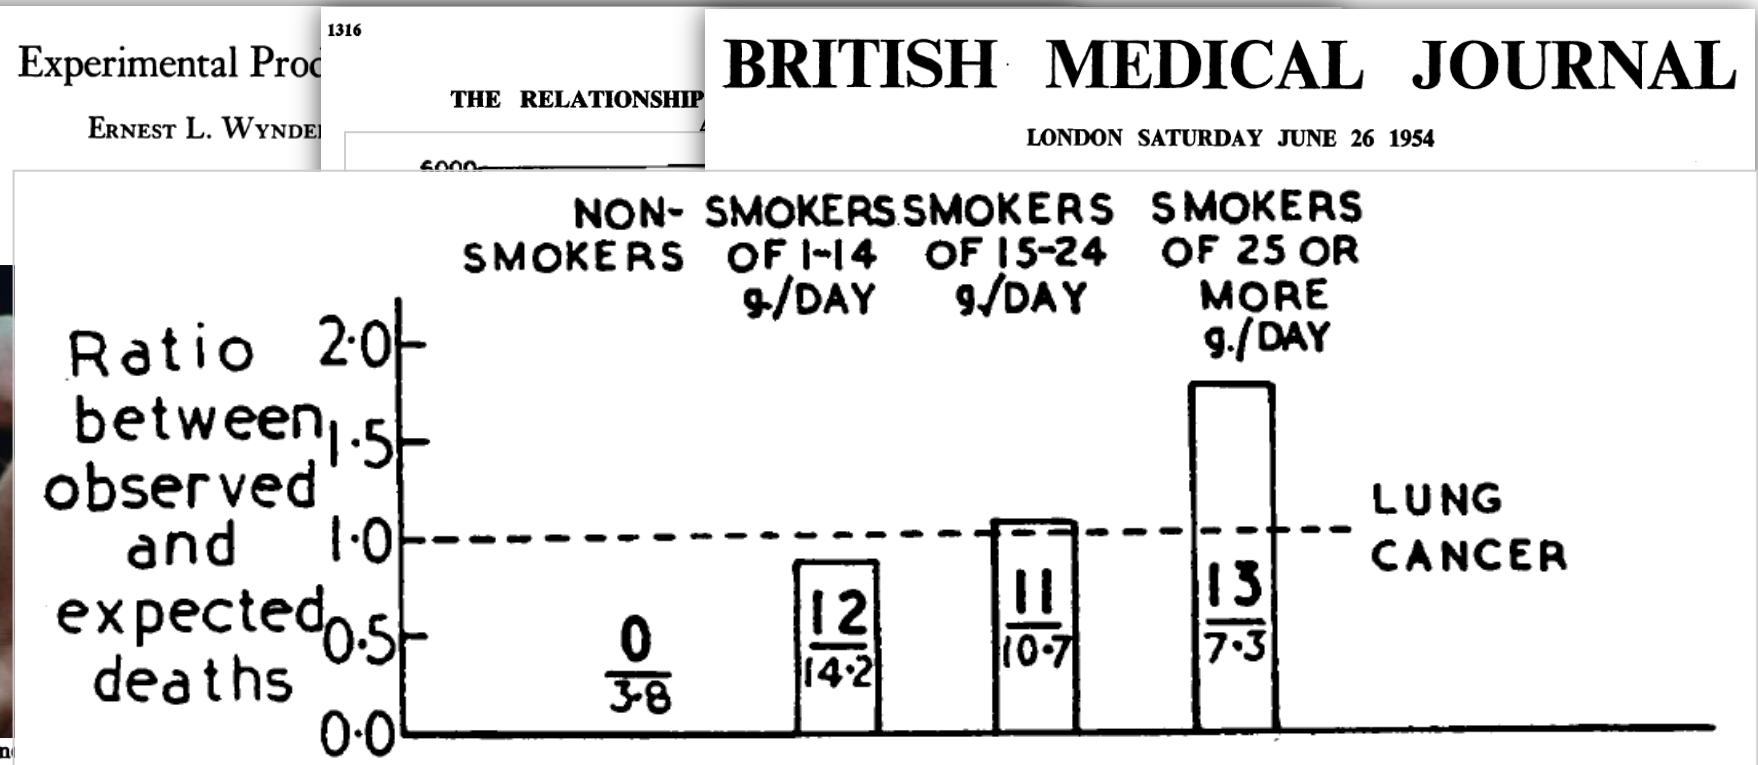 Experimental
ERNEST L.
1316
THE RELATIONSHIP
6000
BRITISH MEDICAL JOURNAL
LONDON SATURDAY JUNE 26 1954
NON-
SMOKERS
SMOKERS
OF 1-14
g./DAY
SMOKERS
OF 15-24
g./DAY
SMOKERS
OF 25 OR
MORE
g./DAY
Ratio
between
observed
and
expected
deaths
2·0
1·5
1·0
0·5
0·0
0
3·8
12
14·2
11
10·7
13
7·3
LUNG
CANCER